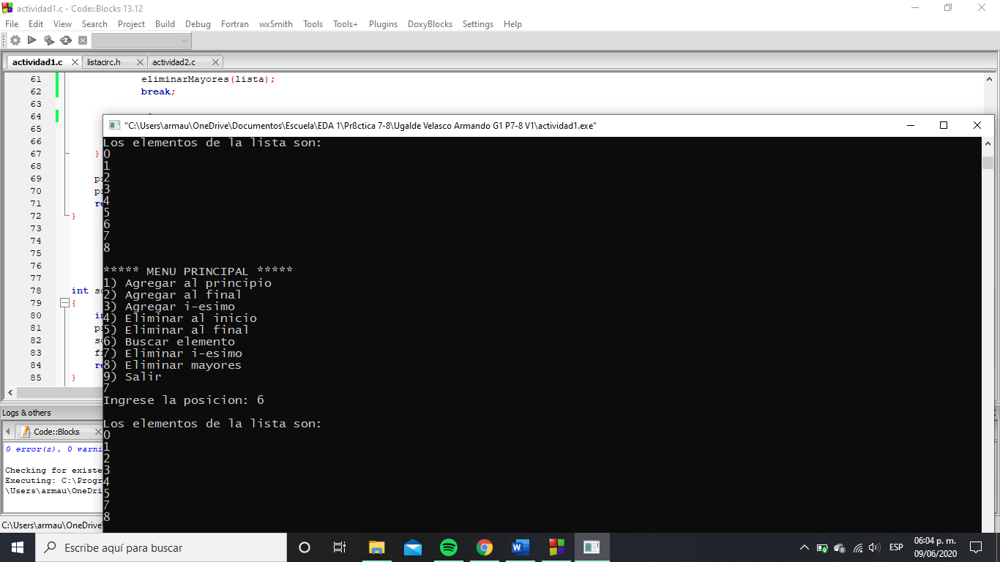 actividad1.c - Code::Blocks 13.12
File Edit View Search Project Build Debug Fortran wxSmith Tools Tools+ Plugins DoxyBlocks Settings Help
actividad1.c listacirc.h actividad2.c
61 eliminarMayores(lista);
62 break;
63
64
"C:\Users\armau\OneDrive\Documentos\Escuela\EDA 1\Prßctica 7-8\Ugalde Velasco Armando G1 P7-8 V1\actividad1.exe"
65
66
67 }
68
69 p
70 p
71 re
72 }
73
74
75
76
77
78 int s
79 {
80 i
81 p
82 s
83 f
84 re
85 }
Los elementos de la lista son:
0
1
2
3
4
5
6
7
8
***** MENU PRINCIPAL *****
1) Agregar al principio
2) Agregar al final
3) Agregar i-esimo
4) Eliminar al inicio
5) Eliminar al final
6) Buscar elemento
7) Eliminar i-esimo
8) Eliminar mayores
9) Salir
7
Ingrese la posicion: 6
Los elementos de la lista son:
0
1
2
3
4
5
7
8
Logs & others
Code::Blocks
0 error(s), 0 warni
Checking for existe
Executing: C:\Progr
\Users\armau\OneDri
C:\Users\armau\OneDrive
Escribe aquí para buscar
ESP
06:04 p. m.
09/06/2020